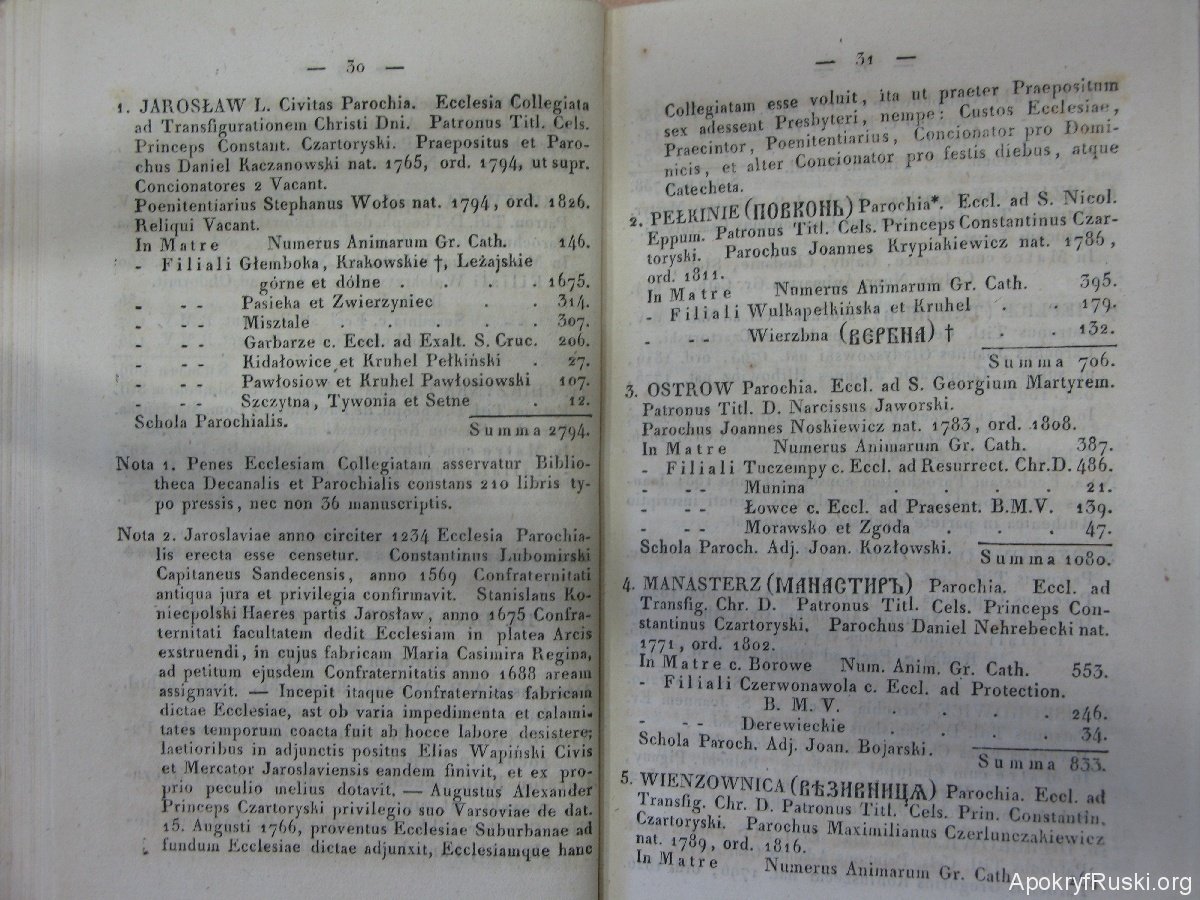 — 30 —
1. JAROSŁAW L. Civitas Parochia. Ecclesia Collegiata
ad Transfigurationem Christi Dni. Patronus Titl. Cels.
Princeps Constant. Czartoryski. Praepositus et Paro-
chus Daniel Kaczanowski nat. 1765, ord. 1794, ut supr.
Concionatores 2 Vacant.
Poenitentiarius Stephanus Wołos nat. 1794, ord. 1826.
Reliqui Vacant.
In Matre Numerus Animarum Gr. Cath. 146.
- Filiali Głemboka, Krakowskie †, Leżajskie
górne et dólne . . . . 1675.
- - - Pasieka et Zwierzyniec . . 314.
- - - Misztale . . . . . 307.
- - - Garbarze c. Eccl. ad Exalt. S. Cruc. 206.
- - - Kidałowice et Kruhel Pełkiński . 27.
- - - Pawłosiow et Kruhel Pawłosiowski 107.
- - - Szczytna, Tywonia et Setne . 12.
Schola Parochialis. Summa 2794.
Nota 1. Penes Ecclesiam Collegiatam asservatur Biblio-
theca Decanalis et Parochialis constans 210 libris ty-
po pressis, nec non 36 manuscriptis.
Nota 2. Jaroslaviae anno circiter 1234 Ecclesia Parochia-
lis erecta esse censetur. Constantinus Lubomirski
Capitaneus Sandecensis, anno 1569 Confraternitati
antiqua jura et privilegia confirmavit. Stanislaus Ko-
niecpolski Haeres partis Jarosław, anno 1675 Confra-
ternitati facultatem dedit Ecclesiam in platea Arcis
exstruendi, in cujus fabricam Maria Casimira Regina,
ad petitum ejusdem Confraternitatis anno 1688 aream
assignavit. — Incepit itaque Confraternitas fabricam
dictae Ecclesiae, ast ob varia impedimenta et calami-
tates temporum coacta fuit ab hocce labore desistere;
laetioribus in adjunctis positus Elias Wapiński Civis
et Mercator Jaroslaviensis eandem finivit, et ex pro-
prio peculio melius dotavit. — Augustus Alexander
Princeps Czartoryski privilegio suo Varsoviae de dat.
15. Augusti 1766, proventus Ecclesiae Suburbanae ad
fundum Ecclesiae dictae adjunxit, Ecclesiamque hanc
— 31 —
Collegiatam esse voluit, ita ut praeter Praepositum
sex adessent Presbyteri, nempe: Custos Ecclesiae,
Praecintor, Poenitentiarius, Concionator pro Domi-
nicis, et alter Concionator pro festis diebus, atque
Catecheta.
2. PEŁKINIE (ПОВКОНЬ) Parochia*. Eccl. ad S. Nicol.
Eppum. Patronus Titl. Cels. Princeps Constantinus Czar-
toryski. Parochus Joannes Krypiakiewicz nat. 1786,
ord. 1811.
In Matre Numerus Animarum Gr. Cath. 395.
- Filiali Wulkapełkińska et Kruhel . . 179.
- - - Wierzbna (ВЄРБНА) † . . 132.
Summa 706.
3. OSTROW Parochia. Eccl. ad S. Georgium Martyrem.
Patronus Titl. D. Narcissus Jaworski.
Parochus Joannes Noskiewicz nat. 1783, ord. 1808.
In Matre Numerus Animarum Gr. Cath. 387.
- Filiali Tuczempy c. Eccl. ad Resurrect. Chr. D. 486.
- - - Munina . . . . 21.
- - - Łowce c. Eccl. ad Praesent. B.M.V. 139.
- - - Morawsko et Zgoda . . . 47.
Schola Paroch. Adj. Joan. Kozłowski. Summa 1080.
4. MANASTERZ (МАНАСТИРЪ) Parochia. Eccl. ad
Transfig. Chr. D. Patronus Titl. Cels. Princeps Con-
stantinus Czartoryski. Parochus Daniel Nehrebecki nat.
1771, ord. 1802.
In Matre c. Borowe Num. Anim. Gr. Cath. 553.
- Filiali Czerwonawola c. Eccl. ad Protection.
B. M. V. . . . . 246.
- - - Derewieckie . . . . 34.
Schola Paroch. Adj. Joan. Bojarski. Summa 833.
5. WIENZOWNICA (ВѢЗИВНИЦѦ) Parochia. Eccl. ad
Transfig. Chr. D. Patronus Titl. Cels. Prin. Constantin.
Czartoryski. Parochus Maximilianus Czerlunczakiewicz
nat. 1789, ord. 1816.
In Matre Numerus Animarum Gr. Cath.
ApokryfRuski.org